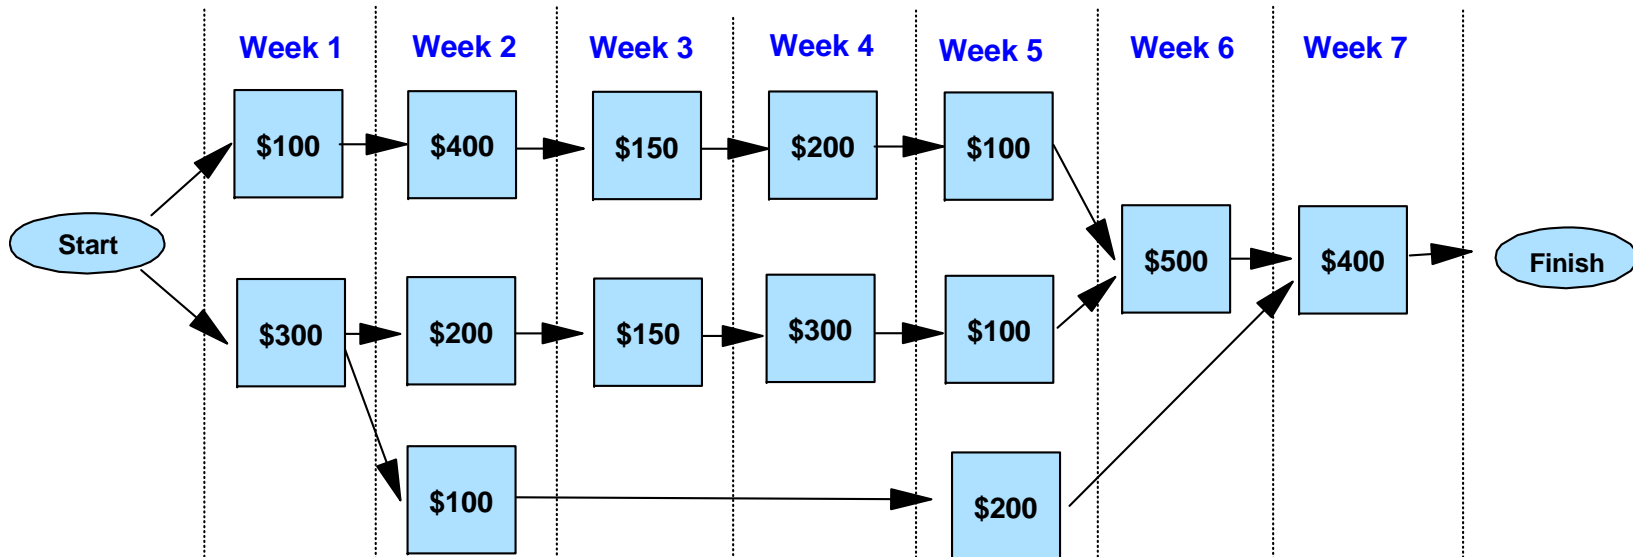 Week 1 Week 2 Week 3 Week 4 Week 5 Week 6 Week 7
$100 $400 $150 $200 $100
Start $500 $400 Finish
$300 $200 $150 $300 $100
$100 $200